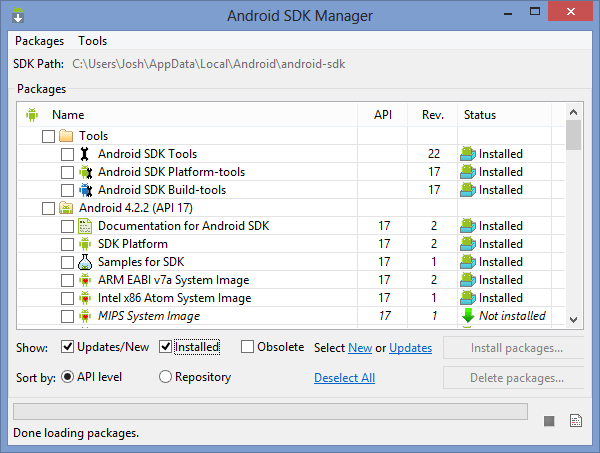 Android SDK Manager
Packages Tools
SDK Path: C:\Users\Josh\AppData\Local\Android\android-sdk
Packages
Name API Rev. Status
Tools
Android SDK Tools 22 Installed
Android SDK Platform-tools 17 Installed
Android SDK Build-tools 17 Installed
Android 4.2.2 (API 17)
Documentation for Android SDK 17 2 Installed
SDK Platform 17 2 Installed
Samples for SDK 17 1 Installed
ARM EABI v7a System Image 17 2 Installed
Intel x86 Atom System Image 17 1 Installed
MIPS System Image 17 1 Not installed
Show: Updates/New Installed Obsolete Select New or Updates Install packages...
Sort by: API level Repository Deselect All Delete packages...
Done loading packages.